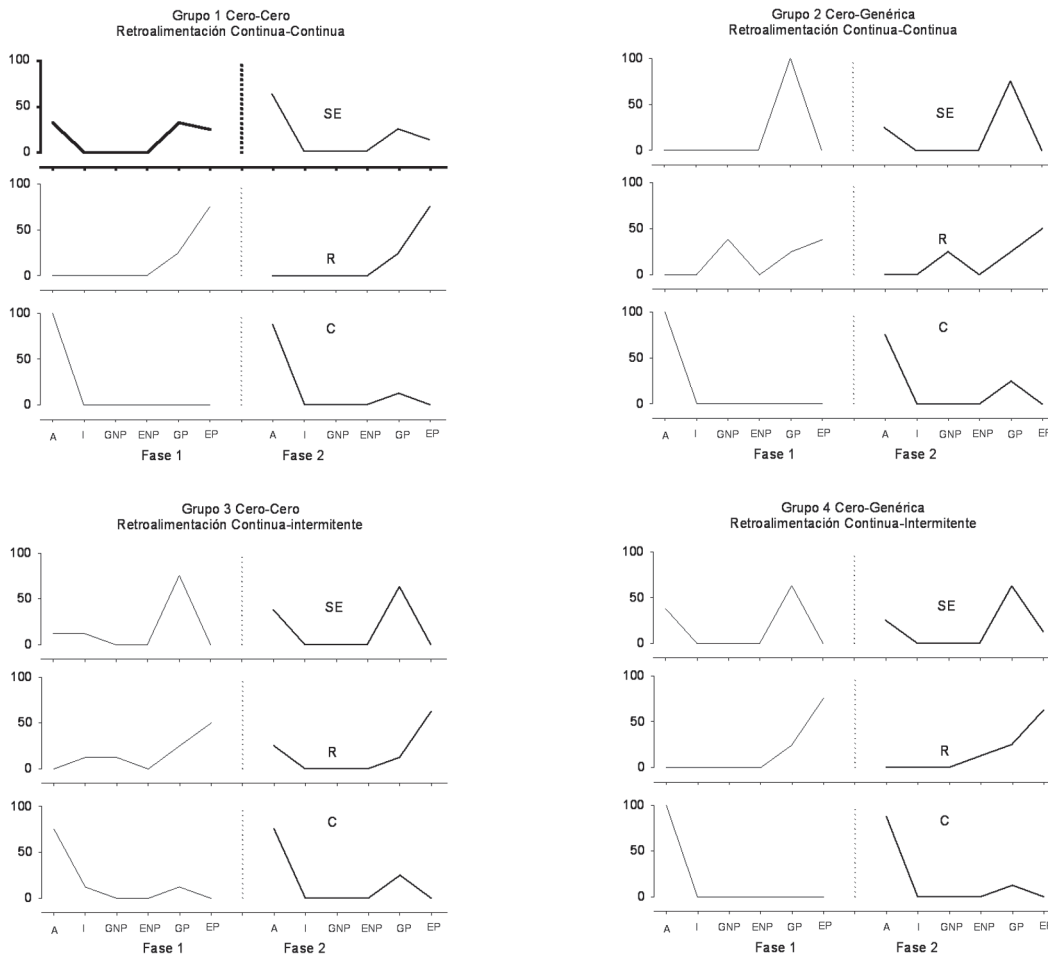 Grupo 1 Cero-Cero
Retroalimentación Continua-Continua
100
50
0
SE
50
0
R
100
50
0
C
A I GNP ENP GP EP A I GNP ENP GP EP
Fase 1 Fase 2
Grupo 2 Cero-Genérica
Retroalimentación Continua-Continua
100
50
0
SE
50
0
R
100
50
0
C
A I GNP ENP GP EP A I GNP ENP GP EP
Fase 1 Fase 2
Grupo 3 Cero-Cero
Retroalimentación Continua-intermitente
100
50
0
SE
50
0
R
100
50
0
C
A I GNP ENP GP EP A I GNP ENP GP EP
Fase 1 Fase 2
Grupo 4 Cero-Genérica
Retroalimentación Continua-Intermitente
100
50
0
SE
50
0
R
100
50
0
C
A I GNP ENP GP EP A I GNP ENP GP EP
Fase 1 Fase 2